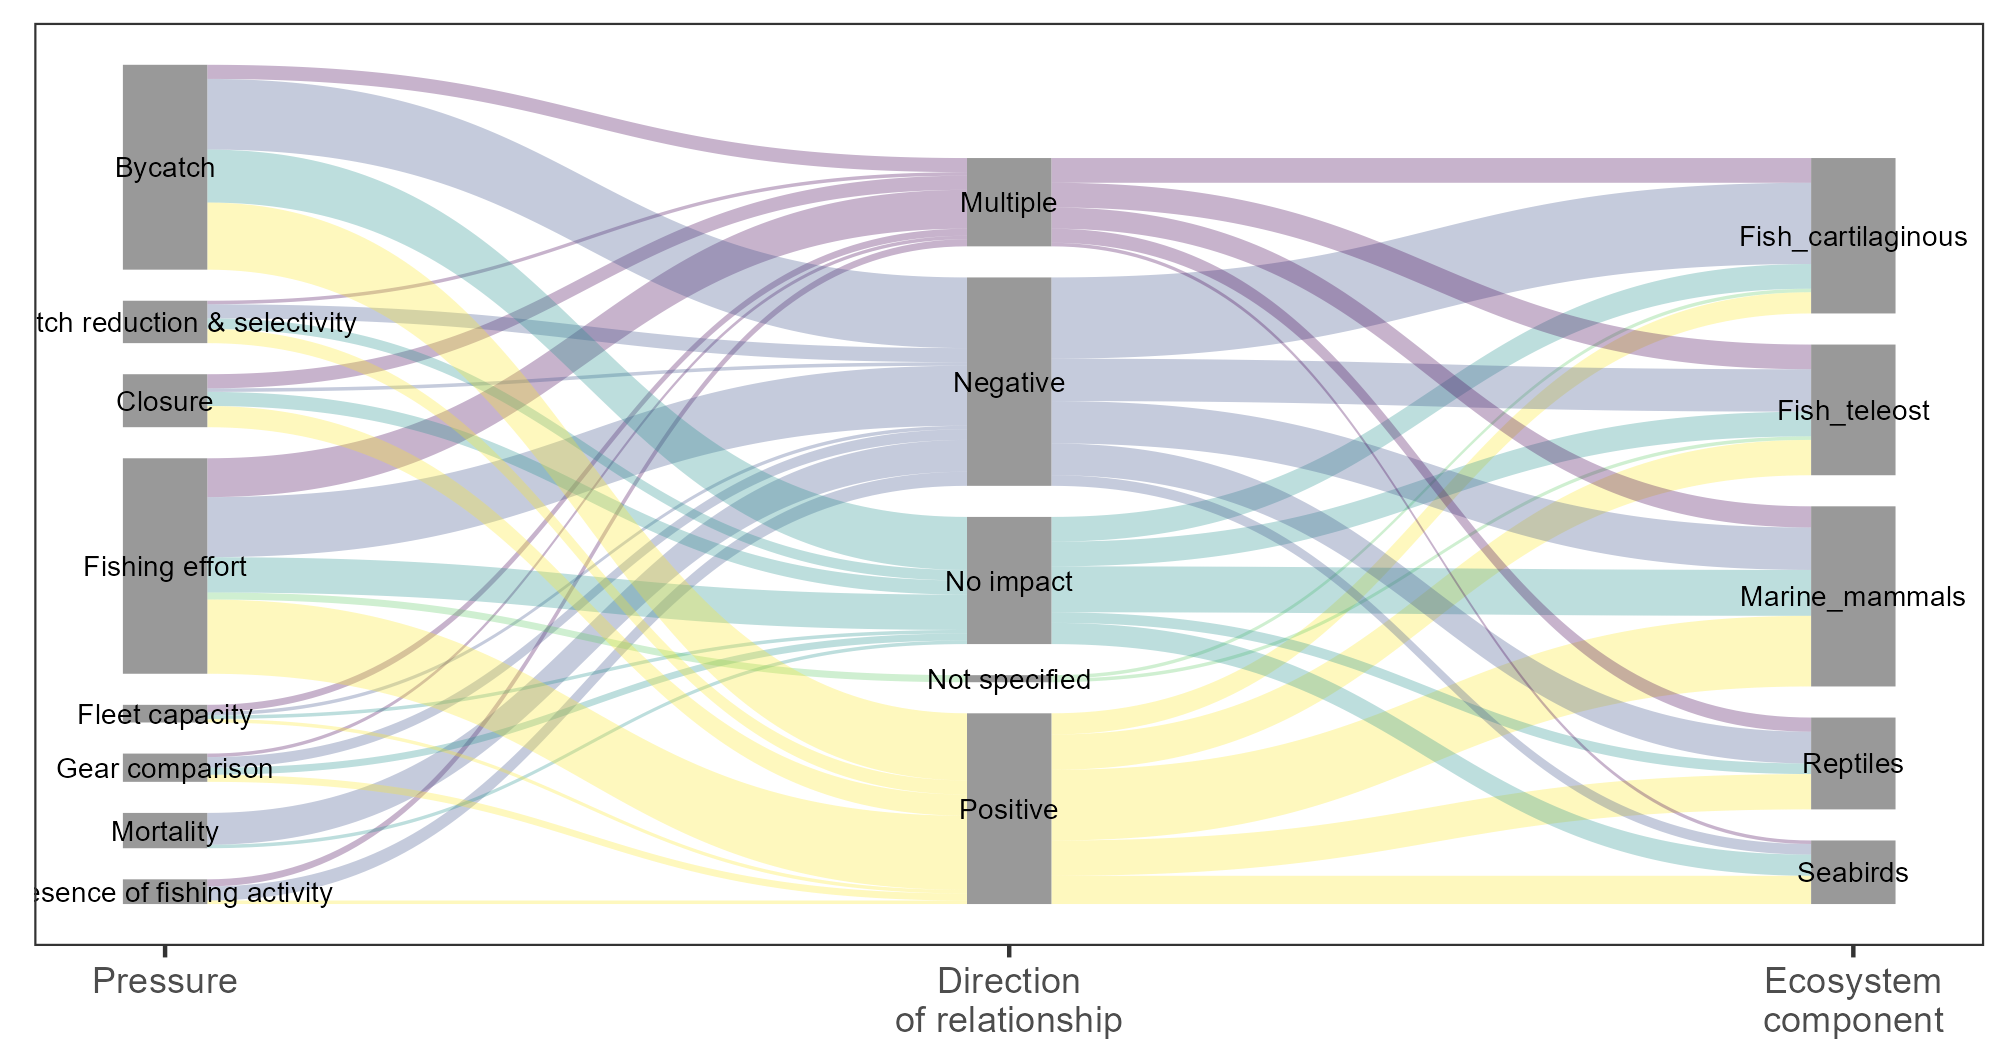 Bycatch
tch reduction & selectivity
Closure
Fishing effort
Fleet capacity
Gear comparison
Mortality
esence of fishing activity
Multiple
Negative
No impact
Not specified
Positive
Fish_cartilaginous
Fish_teleost
Marine_mammals
Reptiles
Seabirds
Pressure
Direction
of relationship
Ecosystem
component